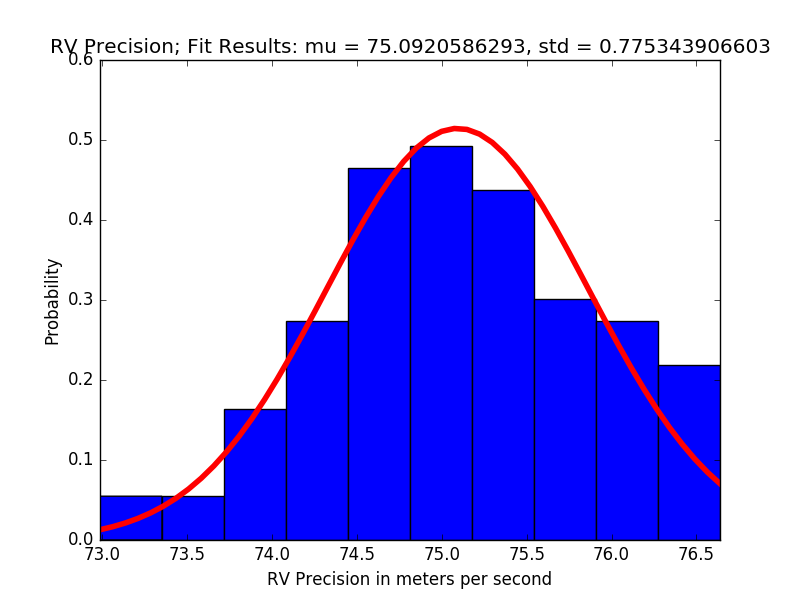 RV Precision; Fit Results: mu = 75.0920586293, std = 0.775343906603
0.6
0.5
0.4
0.3
0.2
0.1
0.0
Probability
73.0 73.5 74.0 74.5 75.0 75.5 76.0 76.5
RV Precision in meters per second